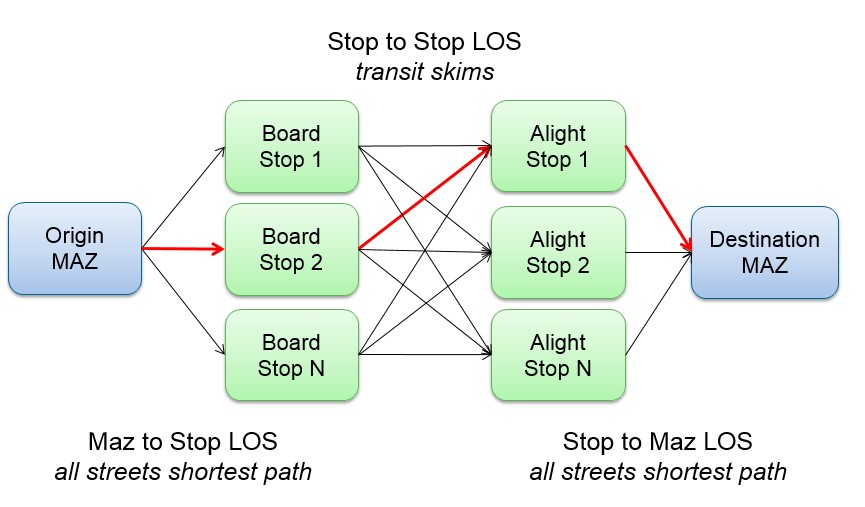 Stop to Stop LOS
transit skims
Board
Stop 1
Alight
Stop 1
Origin
MAZ
Board
Stop 2
Alight
Stop 2
Destination
MAZ
Board
Stop N
Alight
Stop N
Maz to Stop LOS
all streets shortest path
Stop to Maz LOS
all streets shortest path